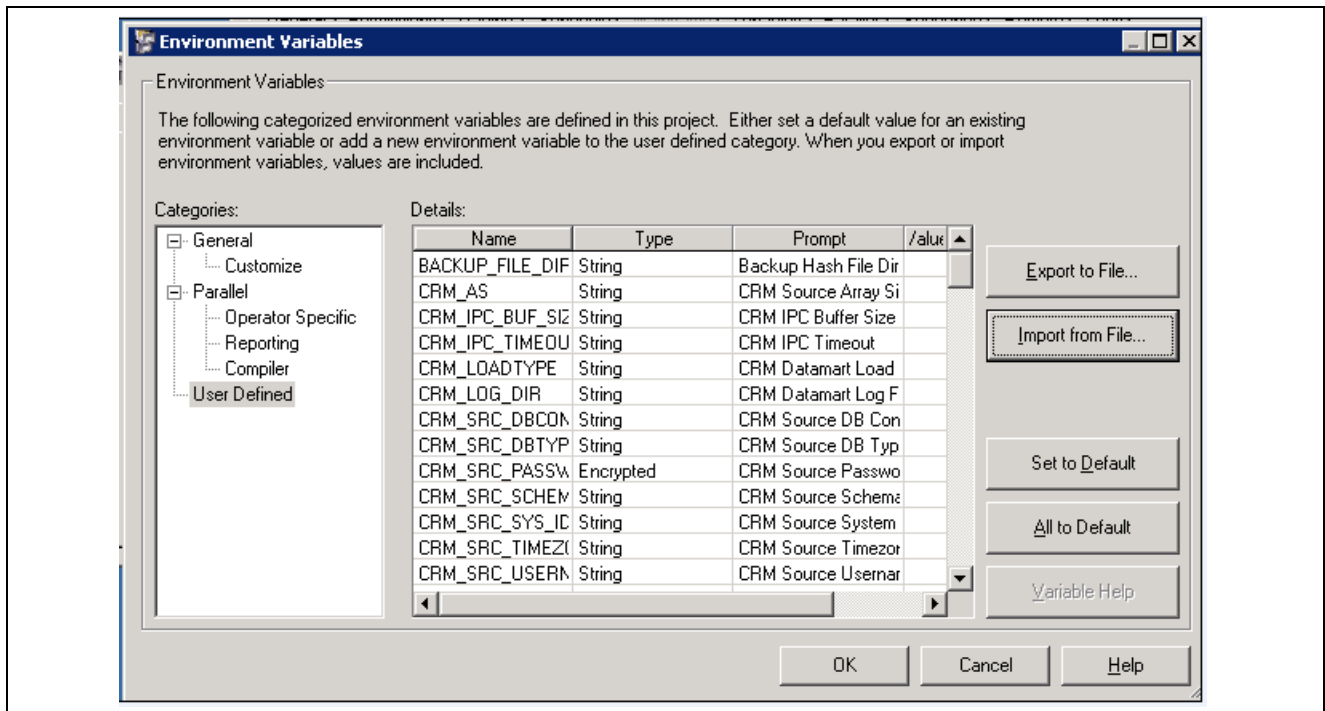 Environment Variables
Environment Variables
The following categorized environment variables are defined in this project. Either set a default value for an existing
environment variable or add a new environment variable to the user defined category. When you export or import
environment variables, values are included.
Categories:
General
Customize
Parallel
Operator Specific
Reporting
Compiler
User Defined
Details:
Name Type Prompt /alue
BACKUP_FILE_DIF String Backup Hash File Dir
CRM_AS String CRM Source Array Si
CRM_IPC_BUF_SIZ String CRM IPC Buffer Size
CRM_IPC_TIMEOU String CRM IPC Timeout
CRM_LOADTYPE String CRM Datamart Load
CRM_LOG_DIR String CRM Datamart Log F
CRM_SRC_DBCON String CRM Source DB Con
CRM_SRC_DBTYP String CRM Source DB Typ
CRM_SRC_PASSW Encrypted CRM Source Passwo
CRM_SRC_SCHEM String CRM Source Schema
CRM_SRC_SYS_ID String CRM Source System
CRM_SRC_TIMEZ( String CRM Source Timezor
CRM_SRC_USERN String CRM Source Usernar
Export to File...
Import from File...
Set to Default
All to Default
Variable Help
OK Cancel Help